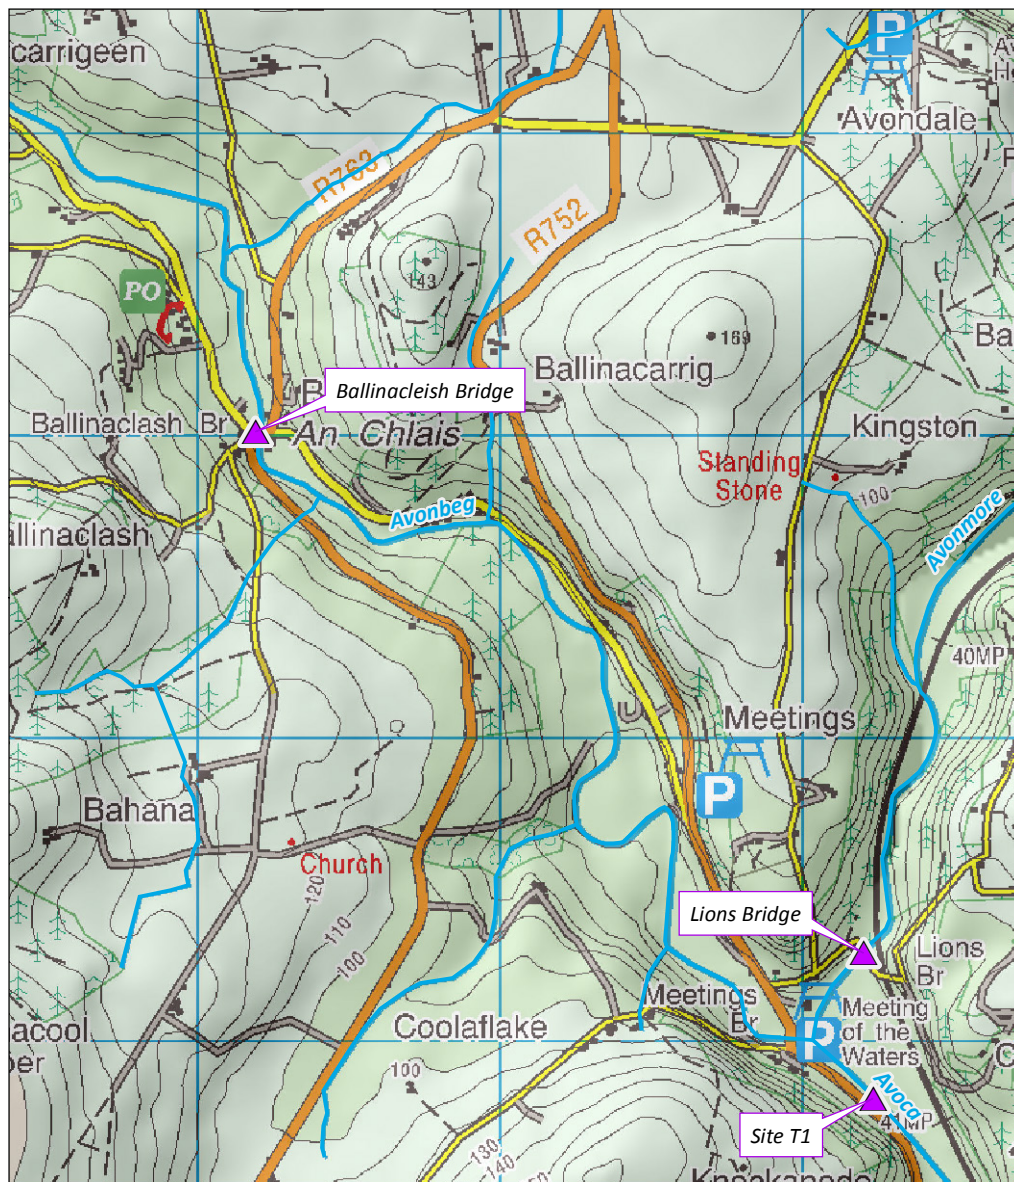 carrigeen
P
Avondale
R763
R752
143
PO
169
Ballinacarrig
Ballinacleish Bridge
Ballinaclash Br
An Chlais
Kingston
Standing
Stone
100
Avonbeg
Avonmore
allinaclash
40MP
Meetings
P
Bahana
Church
120
110
100
Lions Bridge
Lions
Br
Meetings
Br
Meeting
of the
Waters
P
acool
per
Coolaflake
100
Avoca
41MP
Site T1
130
140